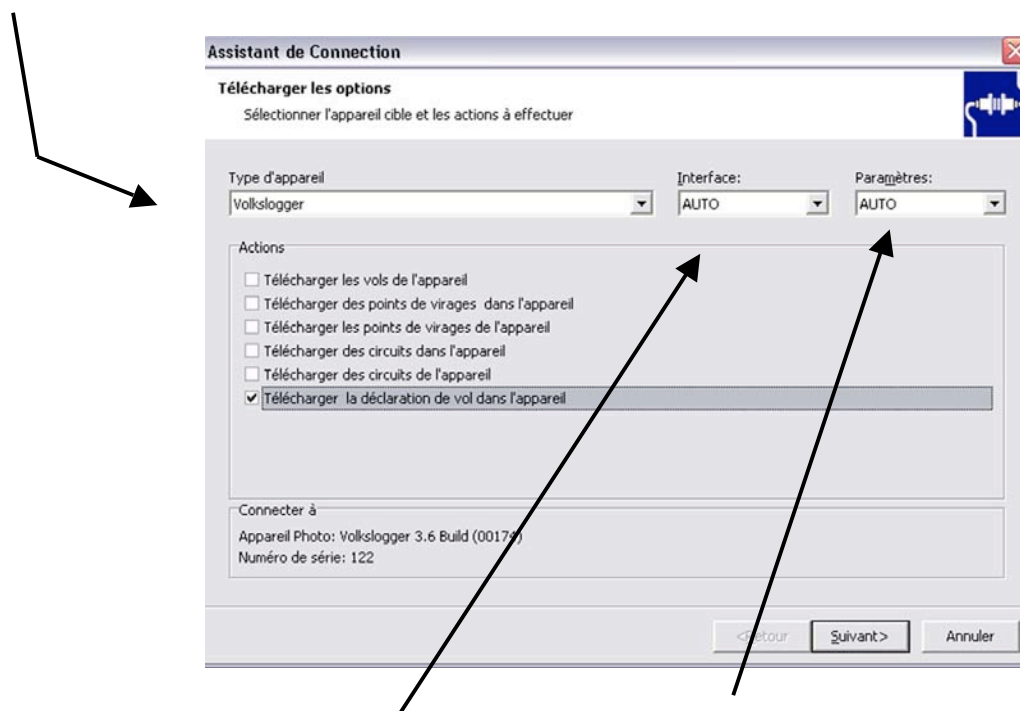 Assistant de Connection
Télécharger les options
Sélectionner l'appareil cible et les actions à effectuer
Type d'appareil Interface: Paramètres:
Volkslogger AUTO AUTO
Actions
Télécharger les vols de l'appareil
Télécharger des points de virages dans l'appareil
Télécharger les points de virages de l'appareil
Télécharger des circuits dans l'appareil
Télécharger des circuits de l'appareil
Télécharger la déclaration de vol dans l'appareil
Connecter à
Appareil Photo: Volkslogger 3.6 Build (00174)
Numéro de série: 122
<Retour Suivant> Annuler